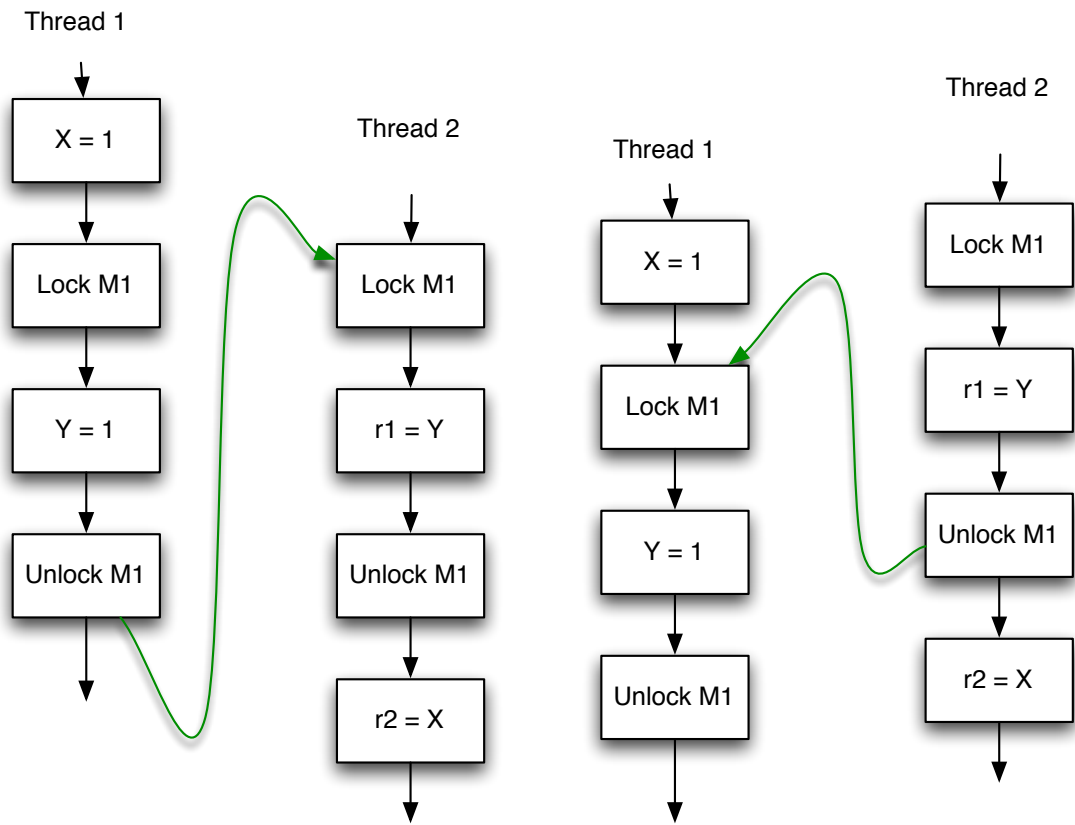 Thread 1
X = 1
Lock M1
Y = 1
Unlock M1
Thread 2
Lock M1
r1 = Y
Unlock M1
r2 = X
Thread 1
X = 1
Lock M1
Y = 1
Unlock M1
Thread 2
Lock M1
r1 = Y
Unlock M1
r2 = X